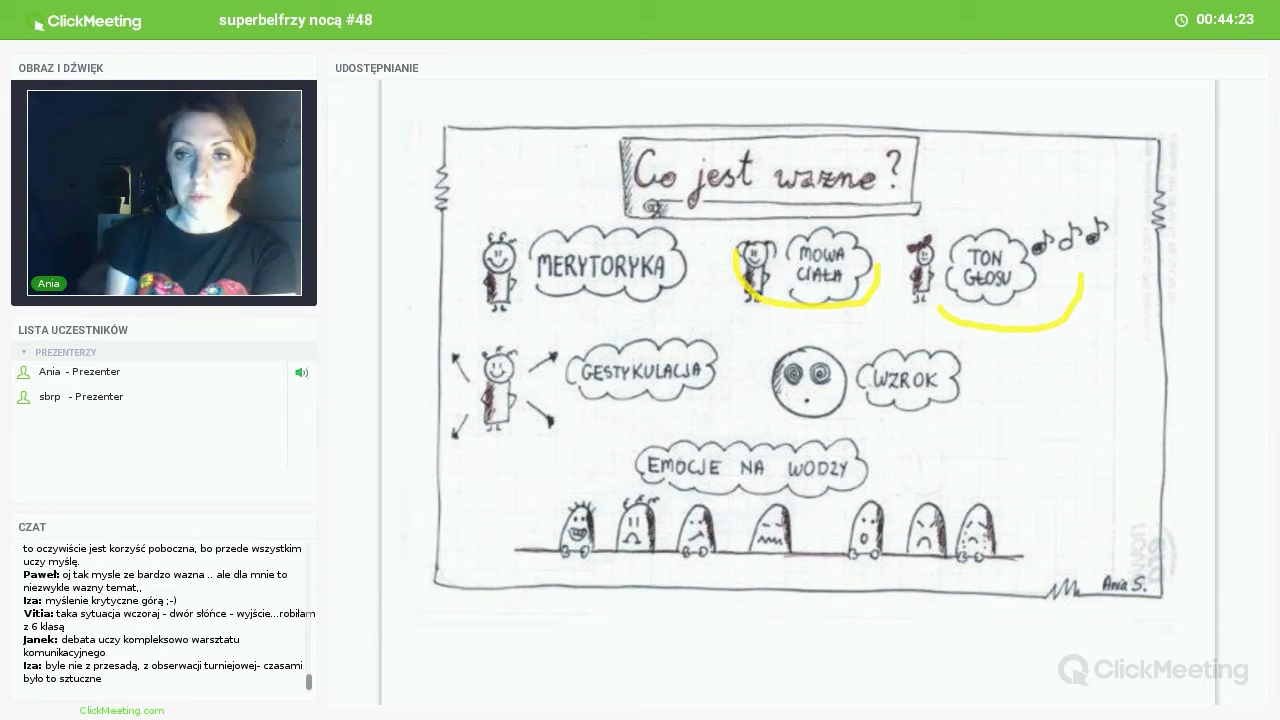 ClickMeeting
superbelfrzy nocą #48
00:44:23
OBRAZ I DŹWIĘK
Ania
LISTA UCZESTNIKÓW
PREZENTERZY
Ania - Prezenter
sbrp - Prezenter
CZAT
to oczywiście jest korzyść poboczna, bo przede wszystkim
uczy myślę.
Paweł: oj tak mysle ze bardzo wazna .. ale dla mnie to
niezwykle wazny temat,,
Iza: myślenie krytyczne górą ;-)
Vitia: taka sytuacja wczoraj - dwór słońce - wyjście...robiłam
z 6 klasą
Janek: debata uczy kompleksowo warsztatu
komunikacyjnego
Iza: byle nie z przesadą, z obserwacji turniejowej- czasami
było to sztuczne
ClickMeeting.com
UDOSTĘPNIANIE
Co jest ważne?
MERYTORYKA
MOWA
CIAŁA
TON
GŁOSU
GESTYKULACJA
WZROK
EMOCJE NA WODZY
Ania S.
ClickMeeting